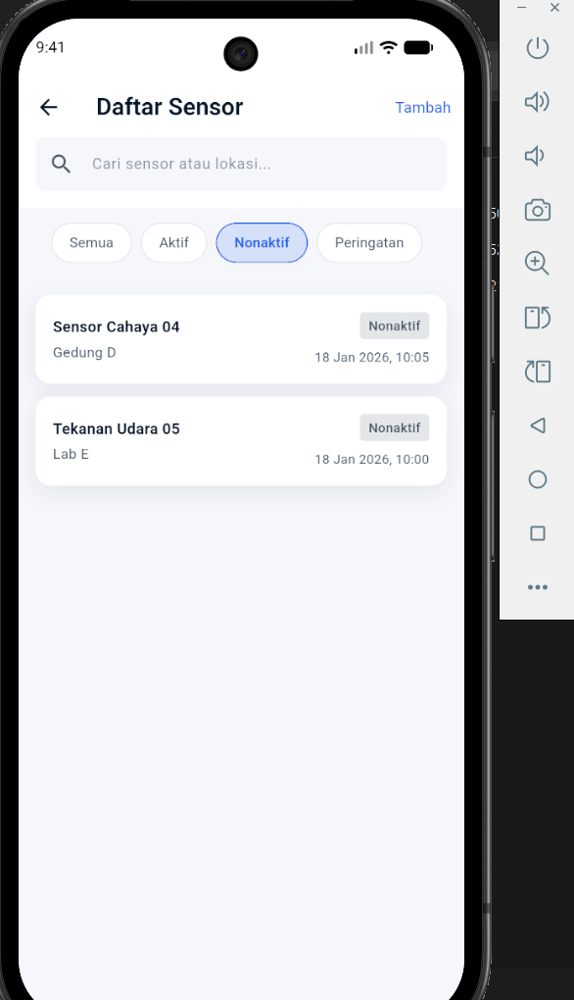 9:41
Daftar Sensor
Tambah
Cari sensor atau lokasi...
Semua
Aktif
Nonaktif
Peringatan
Sensor Cahaya 04
Nonaktif
Gedung D
18 Jan 2026, 10:05
Tekanan Udara 05
Nonaktif
Lab E
18 Jan 2026, 10:00